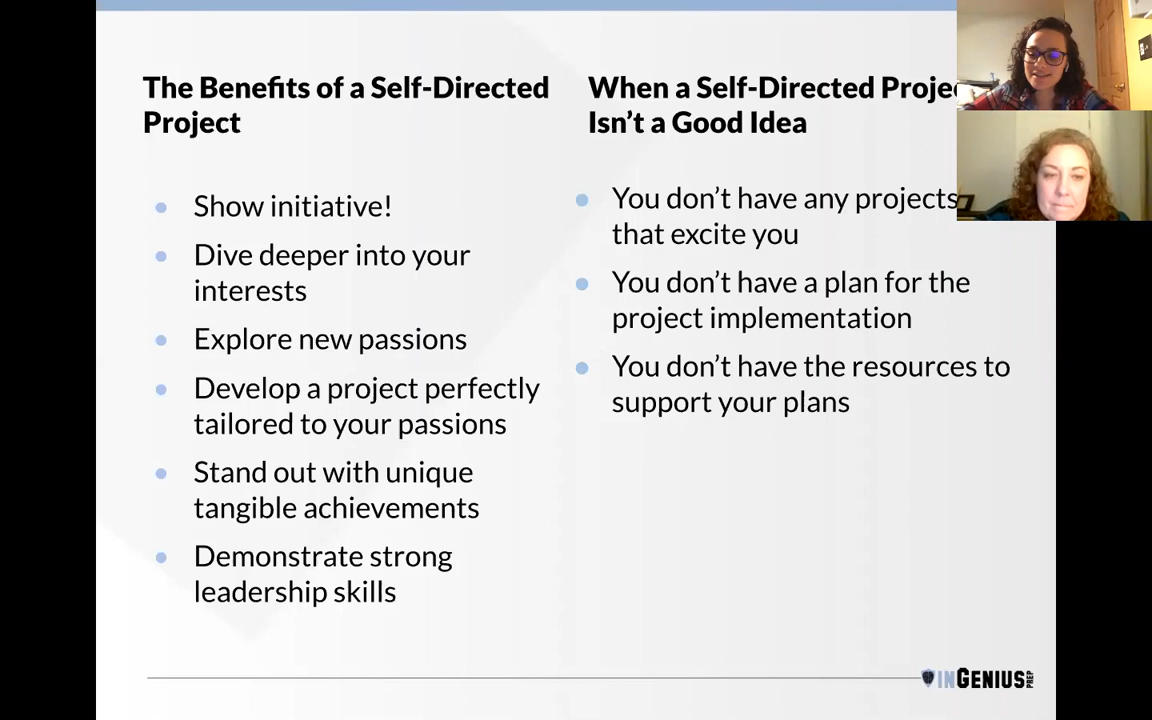 The Benefits of a Self-Directed
Project
Show initiative!
Dive deeper into your
interests
Explore new passions
Develop a project perfectly
tailored to your passions
Stand out with unique
tangible achievements
Demonstrate strong
leadership skills
When a Self-Directed Projec
Isn’t a Good Idea
You don’t have any projects
that excite you
You don’t have a plan for the
project implementation
You don’t have the resources to
support your plans
INGENIUS PREP